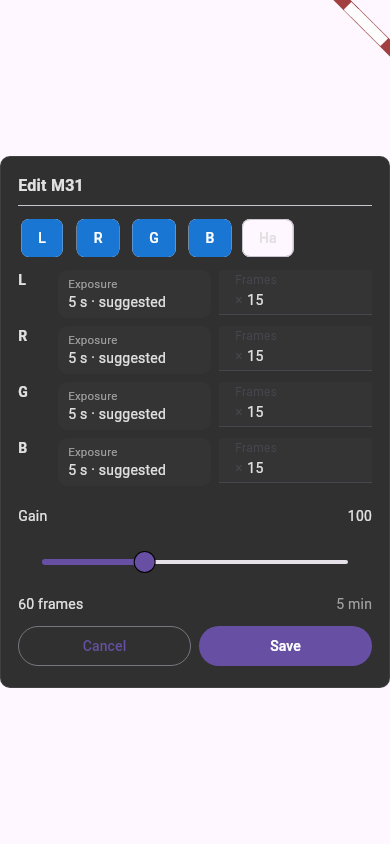 Edit M31
L R G B Ha
L
Exposure
5 s · suggested
Frames
× 15
R
Exposure
5 s · suggested
Frames
× 15
G
Exposure
5 s · suggested
Frames
× 15
B
Exposure
5 s · suggested
Frames
× 15
Gain 100
60 frames 5 min
Cancel Save